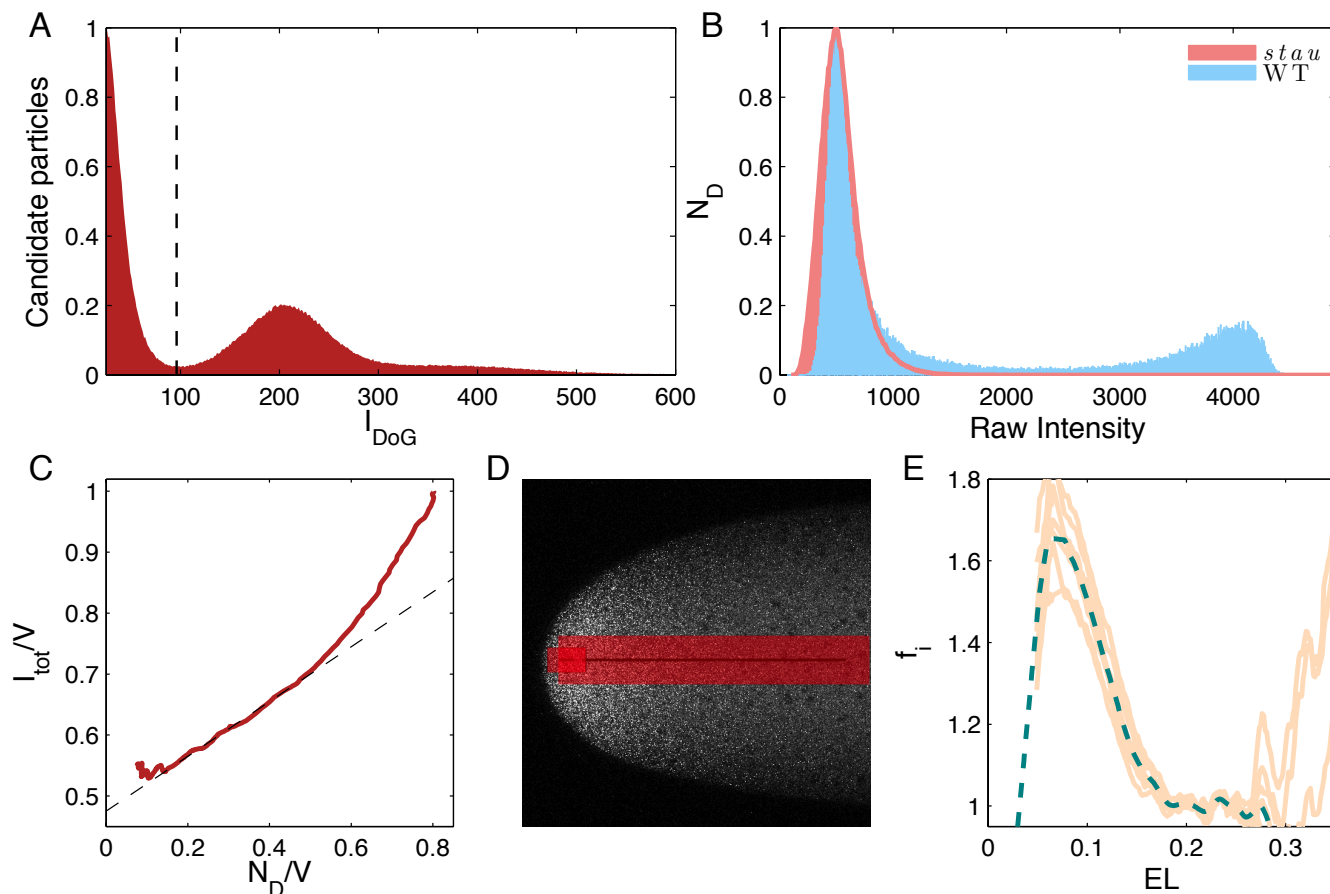 A
Candidate particles
1
0.8
0.6
0.4
0.2
0
100 200 300 400 500 600
I_DoG
B
N_D
1
0.8
0.6
0.4
0.2
0
0 1000 2000 3000 4000
Raw Intensity
stau
WT
C
I_tot/V
1
0.9
0.8
0.7
0.6
0.5
0 0.2 0.4 0.6 0.8
N_D/V
D
E
f_i
1.8
1.6
1.4
1.2
1
0 0.1 0.2 0.3
EL